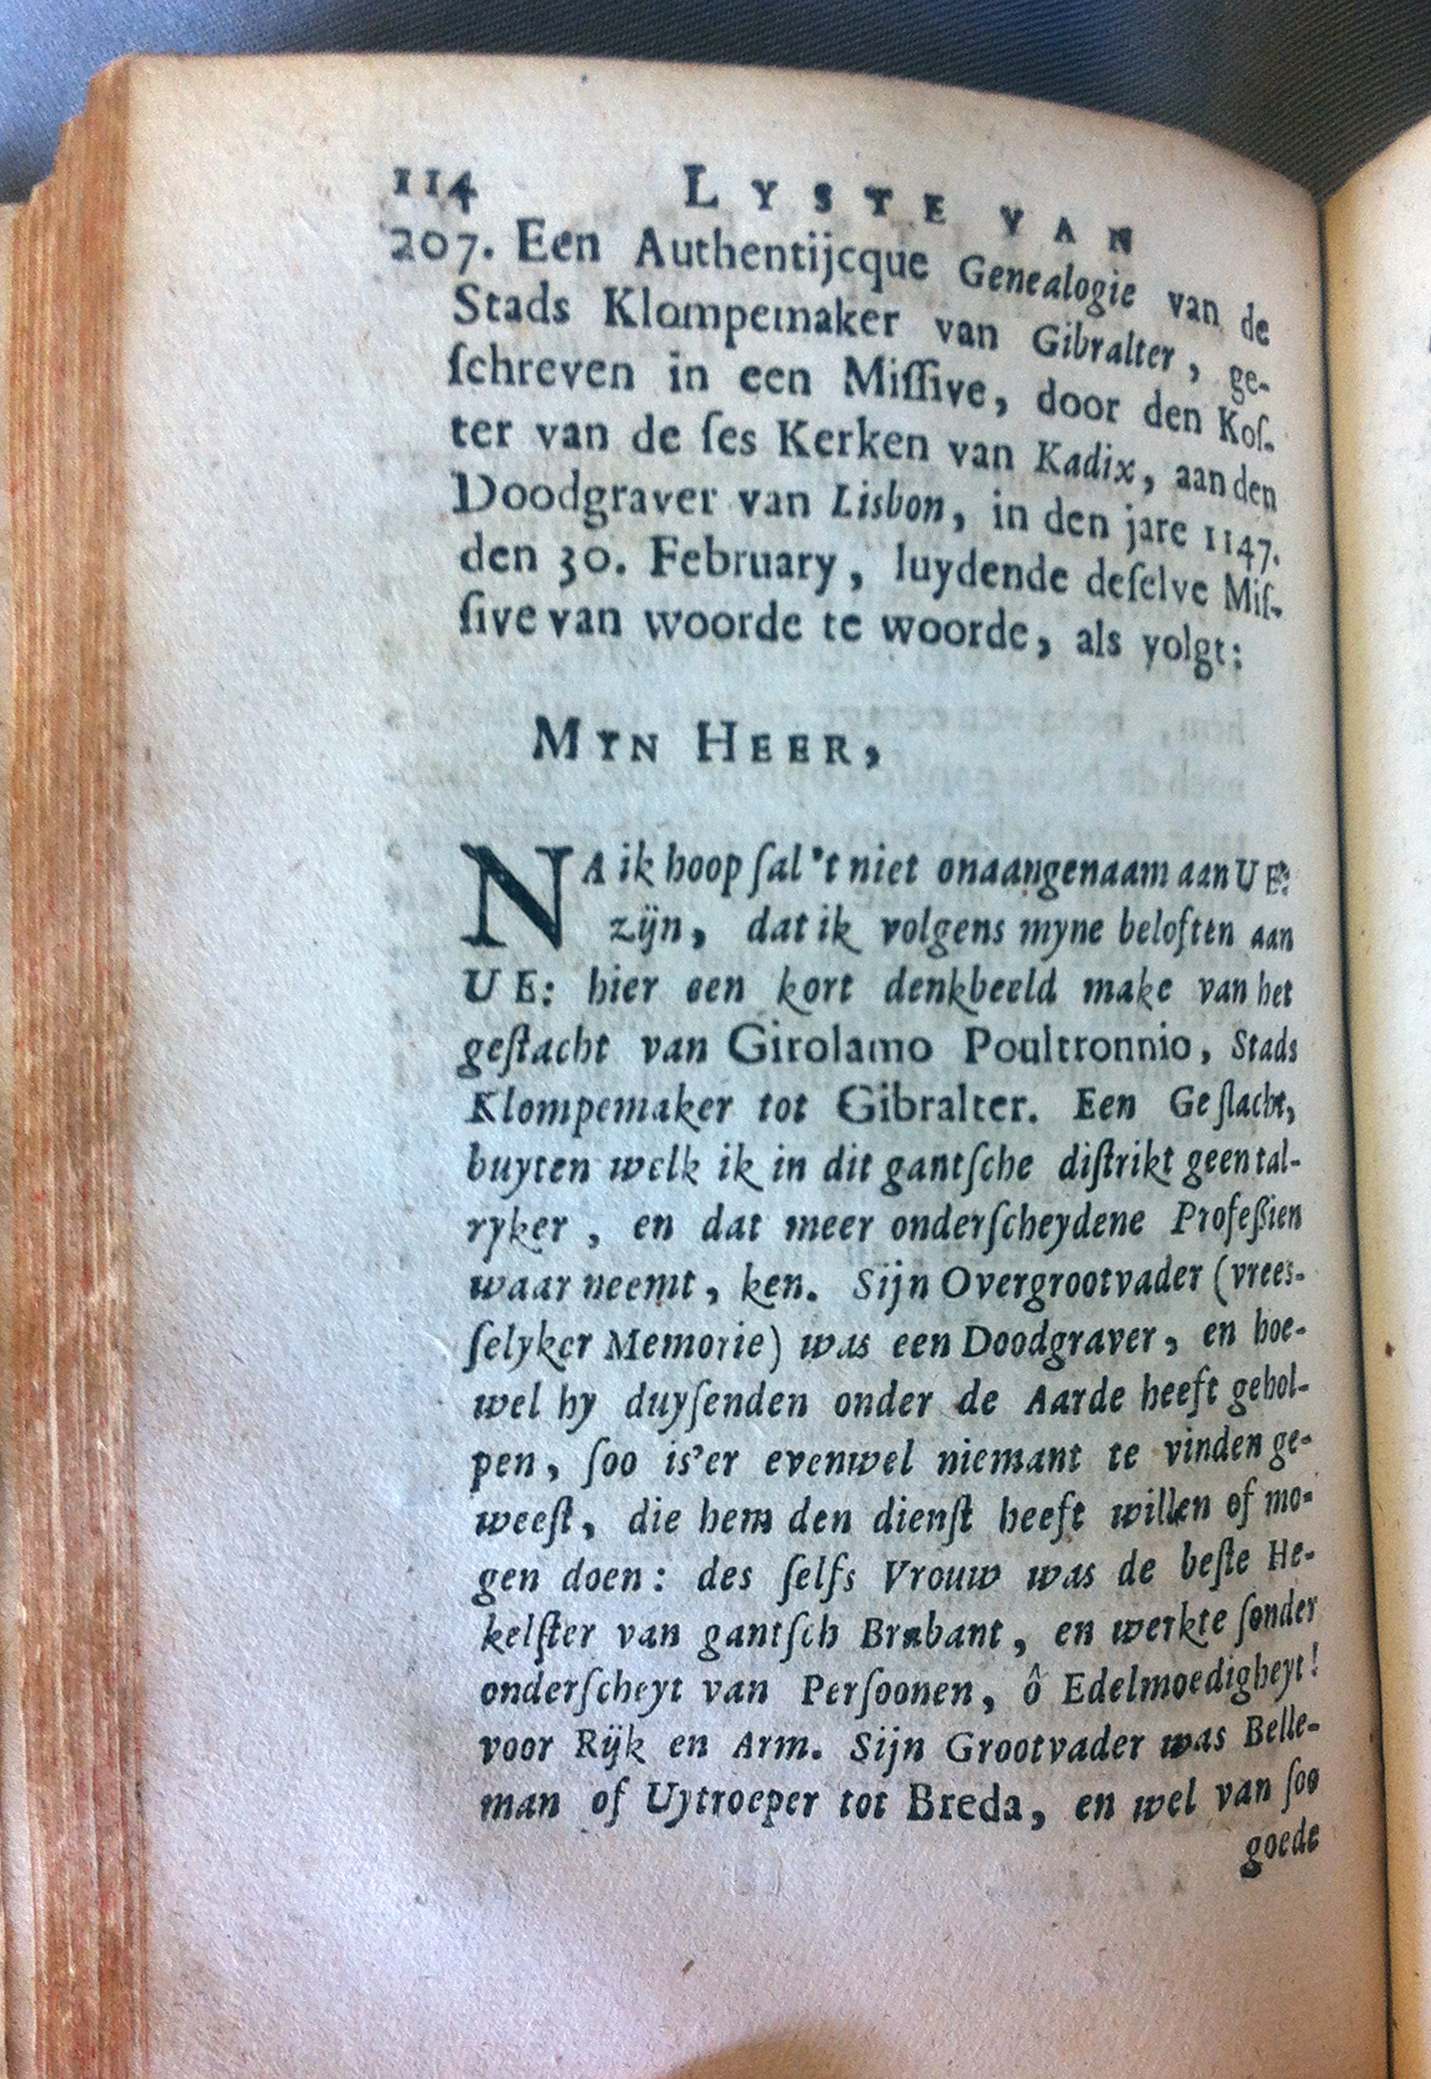 114 LYSTE VAN
207. Een Authentijcque Genealogie van de
Stads Klompemaker van Gibralter, ge-
ſchreven in een Miſſive, door den Koſ-
ter van de ſes Kerken van Kadix, aan den
Doodgraver van Lisbon, in den jare 1147.
den 30. February, luydende deſelve Miſ-
ſive van woorde te woorde, als volgt:
MYN HEER,
NA ik hoop ſal 't niet onaangenaam aan UE:
zijn, dat ik volgens myne beloften aan
UE: hier een kort denkbeeld make van het
geſlacht van Girolamo Poultronnio, Stads
Klompemaker tot Gibralter. Een Geſlacht,
buyten welk ik in dit gantſche diſtrikt geen tal-
ryker, en dat meer onderſcheydene Profeßien
waar neemt, ken. Sijn Overgrootvader (vrees-
ſelyker Memorie) was een Doodgraver, en hoe-
wel hy duyſenden onder de Aarde heeft gehol-
pen, ſoo is'er evenwel niemant te vinden ge-
weeſt, die hem den dienſt heeft willen of mo-
gen doen: des ſelfs Vrouw was de beſte He-
kelſter van gantſch Brabant, en werkte ſonder
onderſcheyt van Perſoonen, ô Edelmoedigheyt!
voor Rijk en Arm. Sijn Grootvader was Belle-
man of Uytroeper tot Breda, en wel van ſoo
goede